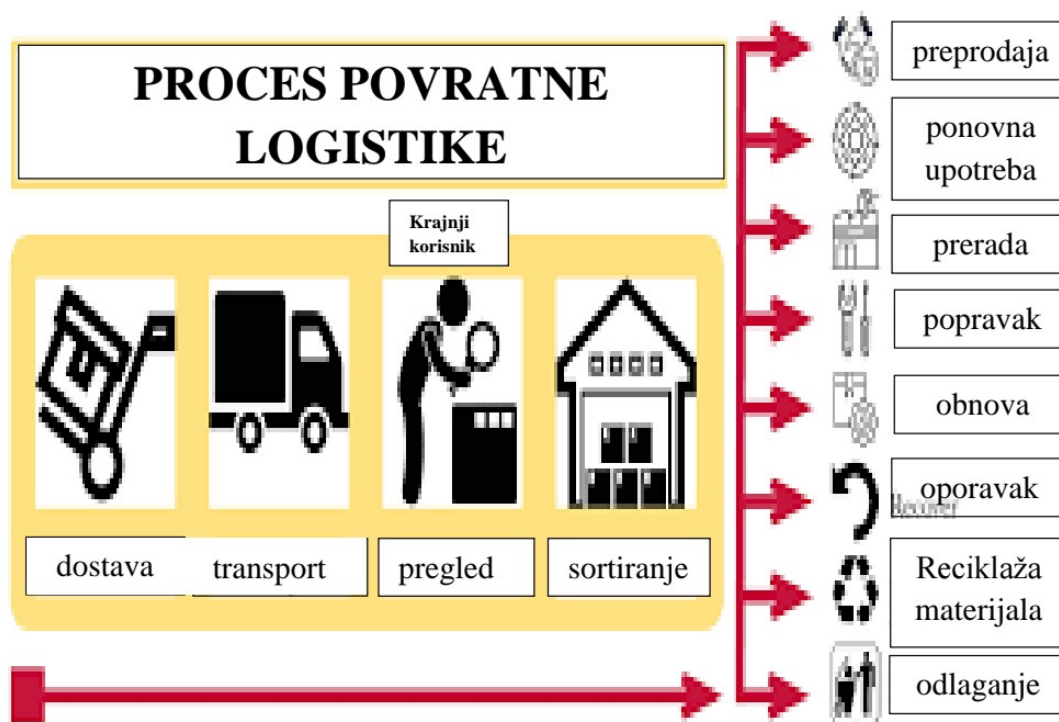 PROCES POVRATNE
LOGISTIKE
Krajnji
korisnik
dostava
transport
pregled
sortiranje
preprodaja
ponovna
upotreba
prerada
popravak
obnova
oporavak
Recover
Reciklaža
materijala
odlaganje